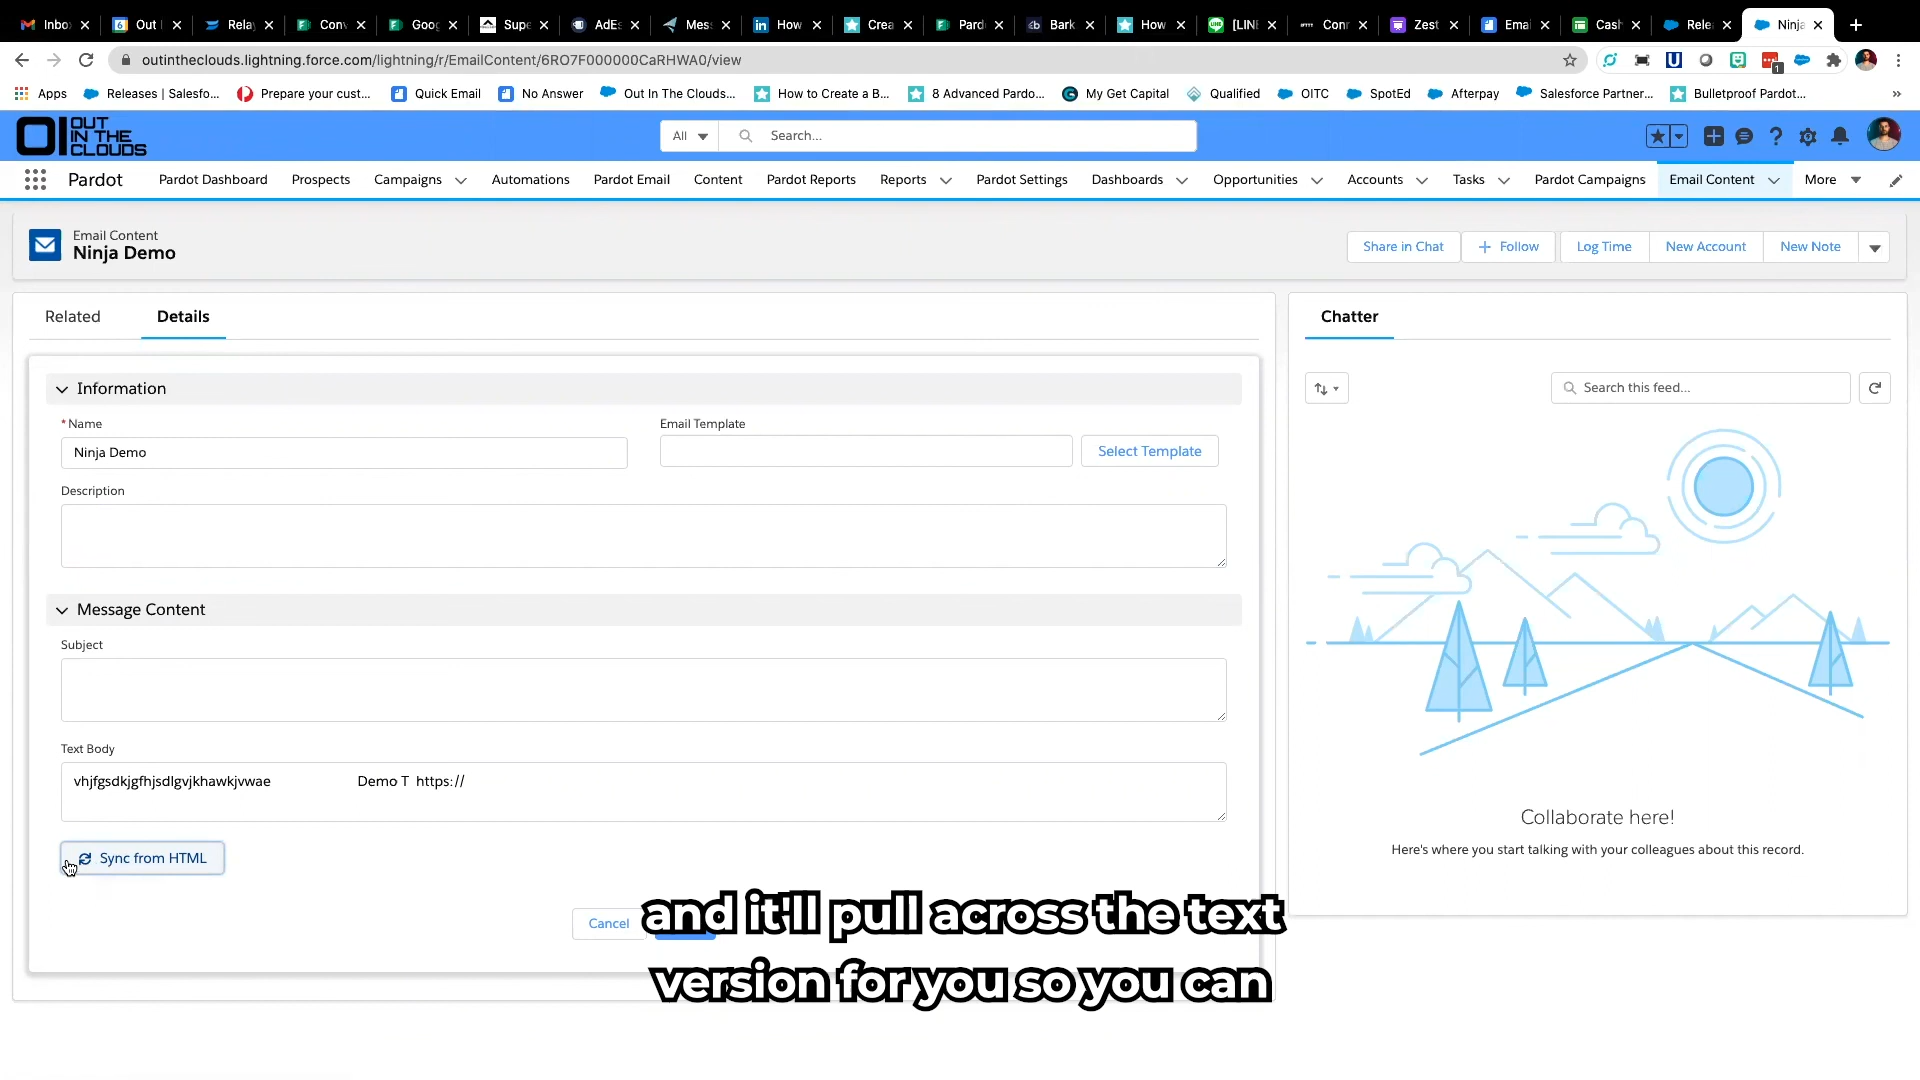 Inbo
Out
Relay
Conv
Goog
Supe
AdEs
Mess
How
Crea
Pard
Bark
How
[LINE
Conr
Zest
Emai
Cash
Rele
Ninja
outintheclouds.lightning.force.com/lightning/r/EmailContent/6RO7F000000CaRHWA0/view
1
Apps
Releases | Salesfo...
Prepare your cust...
Quick Email
No Answer
Out In The Clouds...
How to Create a B...
8 Advanced Pardo...
My Get Capital
Qualified
OITC
SpotEd
Afterpay
Salesforce Partner...
Bulletproof Pardot...
»
OI OUT
IN THE
CLOUDS
All
Search...
Pardot
Pardot Dashboard
Prospects
Campaigns
Automations
Pardot Email
Content
Pardot Reports
Reports
Pardot Settings
Dashboards
Opportunities
Accounts
Tasks
Pardot Campaigns
Email Content
More
Email Content
Ninja Demo
Share in Chat
Follow
Log Time
New Account
New Note
Related
Details
Chatter
Information
* Name
Email Template
Ninja Demo
Select Template
Search this feed...
Description
Message Content
Subject
Text Body
vhjfgsdkjgfhjsdlgvjkhawkjvwae Demo T https://
Collaborate here!
Here's where you start talking with your colleagues about this record.
Sync from HTML
Cancel
and it'll pull across the text
version for you so you can